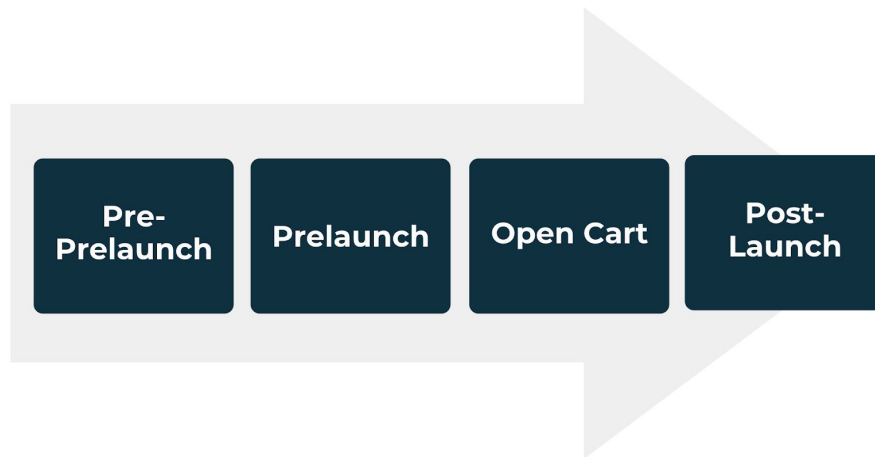 Pre-
Prelaunch
Prelaunch
Open Cart
Post-
Launch